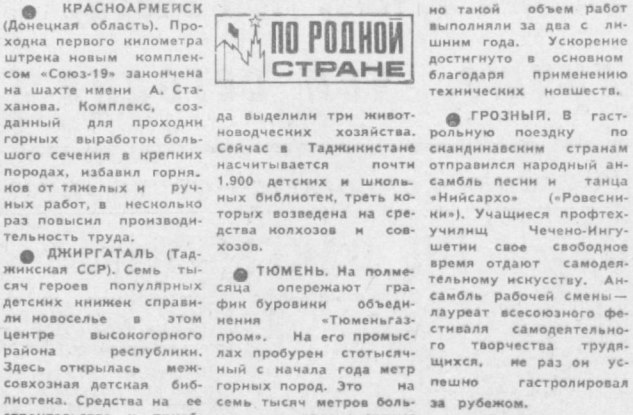 ● КРАСНОАРМЕЙСК
(Донецкая область). Про-
ходка первого километра
штрека новым комплек-
сом «Союз-19» закончена
на шахте имени А. Ста-
ханова. Комплекс, соз-
данный для проходки
горных выработок боль-
шого сечения в крепких
породах, избавил горня-
ков от тяжелых и руч-
ных работ, в несколько
раз повысил производи-
тельность труда.
● ДЖИРГАТАЛЬ (Тад-
жикская ССР). Семь ты-
сяч героев популярных
детских книжек справи-
ли новоселье в этом
центре высокогорного
района республики.
Здесь открылась меж-
совхозная детская биб-
лиотека. Средства на ее
ПО РОДНОЙ
СТРАНЕ
да выделили три живот-
новодческих хозяйства.
Сейчас в Таджикистане
насчитывается почти
1.900 детских и школь-
ных библиотек, треть ко-
торых возведена на сре-
дства колхозов и сов-
хозов.
● ТЮМЕНЬ. На полме-
сяца опережают гра-
фик буровики объеди-
нения «Тюменьгаз-
пром». На его промыс-
лах пробурен стотысяч-
ный с начала года метр
горных пород. Это на
семь тысяч метров боль-
но такой объем работ
выполняли за два с ли-
шним года. Ускорение
достигнуто в основном
благодаря применению
технических новшеств.
● ГРОЗНЫЙ. В гаст-
рольную поездку по
скандинавским странам
отправился народный ан-
самбль песни и танца
«Нийсархо» («Ровесни-
ки»). Учащиеся профтех-
училищ Чечено-Ингу-
шетии свое свободное
время отдают самодея-
тельному искусству. Ан-
самбль рабочей смены—
лауреат всесоюзного фе-
стиваля самодеятельно-
го творчества трудя-
щихся, не раз он ус-
пешно гастролировал
за рубежом.